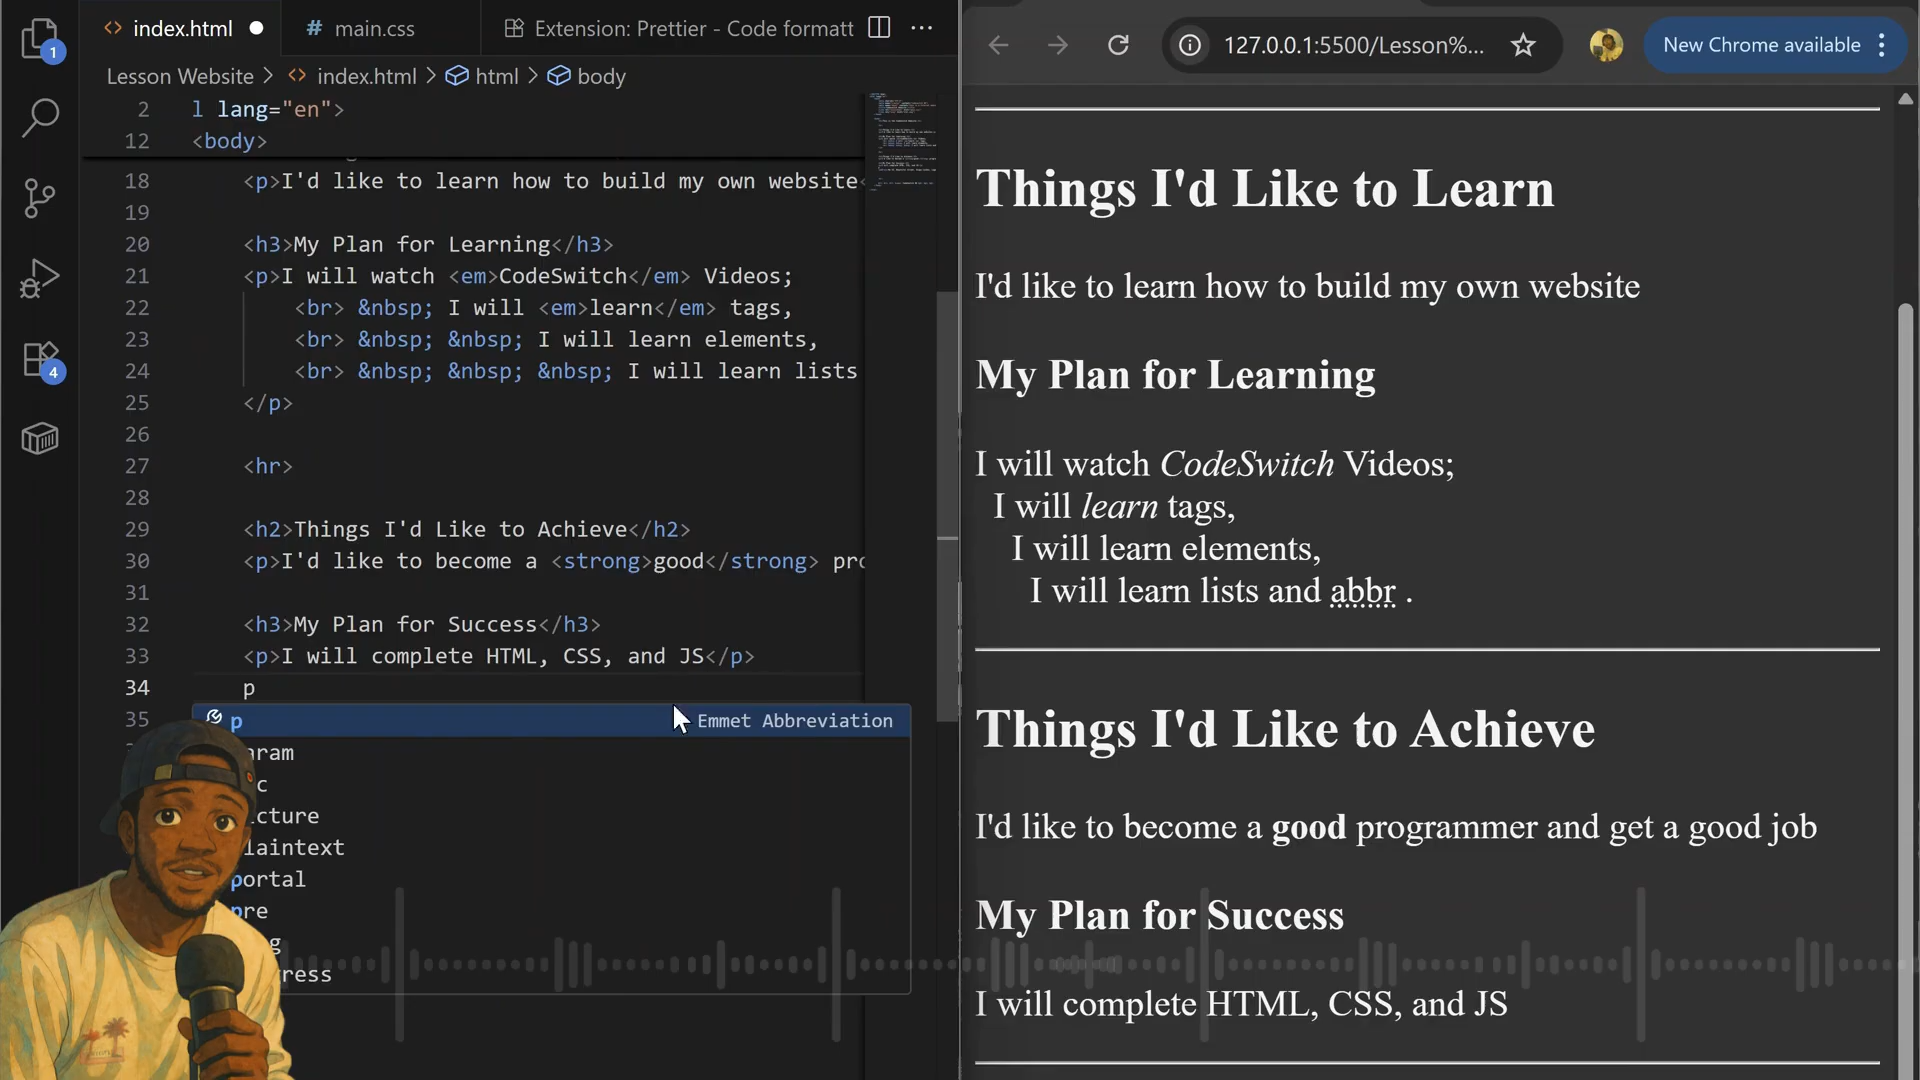 index.html
main.css
Extension: Prettier - Code formatt
Lesson Website > index.html > html > body
2 l lang="en">
12 <body>
18 <p>I'd like to learn how to build my own website<
19
20 <h3>My Plan for Learning</h3>
21 <p>I will watch <em>CodeSwitch</em> Videos;
22 <br> &nbsp; I will <em>learn</em> tags,
23 <br> &nbsp; &nbsp; I will learn elements,
24 <br> &nbsp; &nbsp; &nbsp; I will learn lists
25 </p>
26
27 <hr>
28
29 <h2>Things I'd Like to Achieve</h2>
30 <p>I'd like to become a <strong>good</strong> pro
31
32 <h3>My Plan for Success</h3>
33 <p>I will complete HTML, CSS, and JS</p>
34 p
35
p Emmet Abbreviation
aram
c
icture
laintext
portal
pre
g
ress
1
4
127.0.0.1:5500/Lesson%...
New Chrome available
Things I'd Like to Learn
I'd like to learn how to build my own website
My Plan for Learning
I will watch CodeSwitch Videos;
I will learn tags,
I will learn elements,
I will learn lists and abbr .
Things I'd Like to Achieve
I'd like to become a good programmer and get a good job
My Plan for Success
I will complete HTML, CSS, and JS